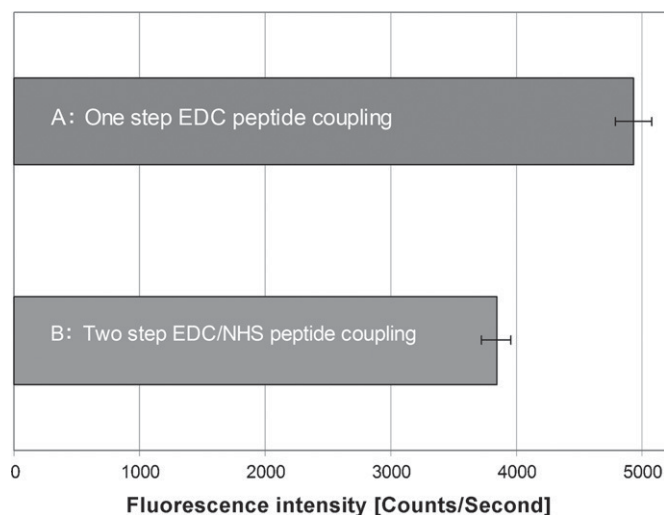 A: One step EDC peptide coupling
B: Two step EDC/NHS peptide coupling
0 1000 2000 3000 4000 5000
Fluorescence intensity [Counts/Second]